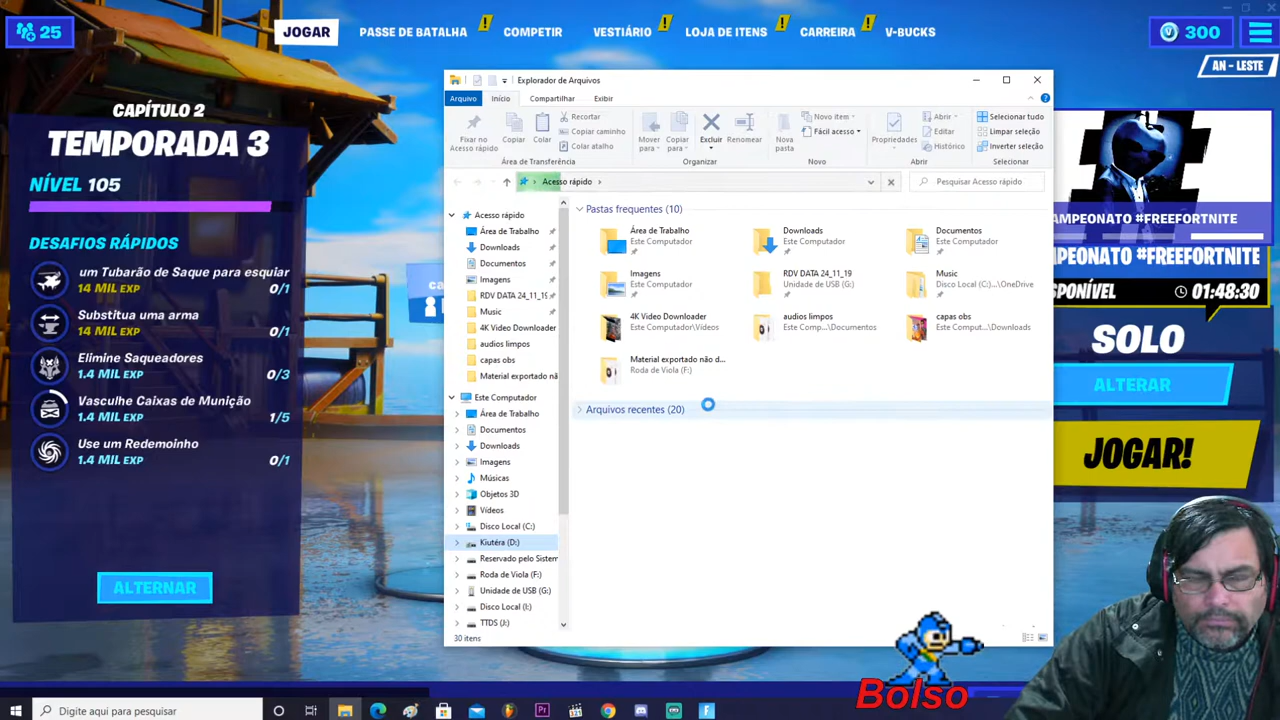 25
JOGAR
PASSE DE BATALHA
COMPETIR
VESTIÁRIO
LOJA DE ITENS
CARREIRA
V-BUCKS
300
AN - LESTE
CAPÍTULO 2
TEMPORADA 3
NÍVEL 105
DESAFIOS RÁPIDOS
um Tubarão de Saque para esquiar
14 MIL EXP 0/1
Substitua uma arma
14 MIL EXP 0/1
Elimine Saqueadores
1.4 MIL EXP 0/3
Vasculhe Caixas de Munição
1.4 MIL EXP 1/5
Use um Redemoinho
1.4 MIL EXP 0/1
ALTERNAR
Explorador de Arquivos
Arquivo Início Compartilhar Exibir
Fixar no Acesso rápido
Copiar
Colar
Recortar
Copiar caminho
Colar atalho
Área de Transferência
Mover para
Copiar para
Excluir
Renomear
Organizar
Nova pasta
Novo item
Fácil acesso
Novo
Propriedades
Abrir
Editar
Histórico
Abrir
Selecionar tudo
Limpar seleção
Inverter seleção
Selecionar
Acesso rápido
Pesquisar Acesso rápido
Acesso rápido
Área de Trabalho
Downloads
Documentos
Imagens
RDV DATA 24_11_19
Music
4K Video Downloader
audios limpos
capas obs
Material exportado nã
Este Computador
Área de Trabalho
Documentos
Downloads
Imagens
Músicas
Objetos 3D
Vídeos
Disco Local (C:)
Kiutéra (D:)
Reservado pelo Sistem
Roda de Viola (F:)
Unidade de USB (G:)
Disco Local (I:)
TTDS (J:)
30 itens
Pastas frequentes (10)
Área de Trabalho
Este Computador
Downloads
Este Computador
Documentos
Este Computador
Imagens
Este Computador
RDV DATA 24_11_19
Unidade de USB (G:)
Music
Disco Local (C:)...\OneDrive
4K Video Downloader
Este Computador\Vídeos
audios limpos
Este Comp...\Documentos
capas obs
Este Comput...\Downloads
Material exportado não d...
Roda de Viola (F:)
Arquivos recentes (20)
AMPEONATO #FREEFORTNITE
MPEONATO #FREEFORTNITE
SPONÍVEL 01:48:30
SOLO
ALTERAR
JOGAR!
Bolso
Digite aqui para pesquisar